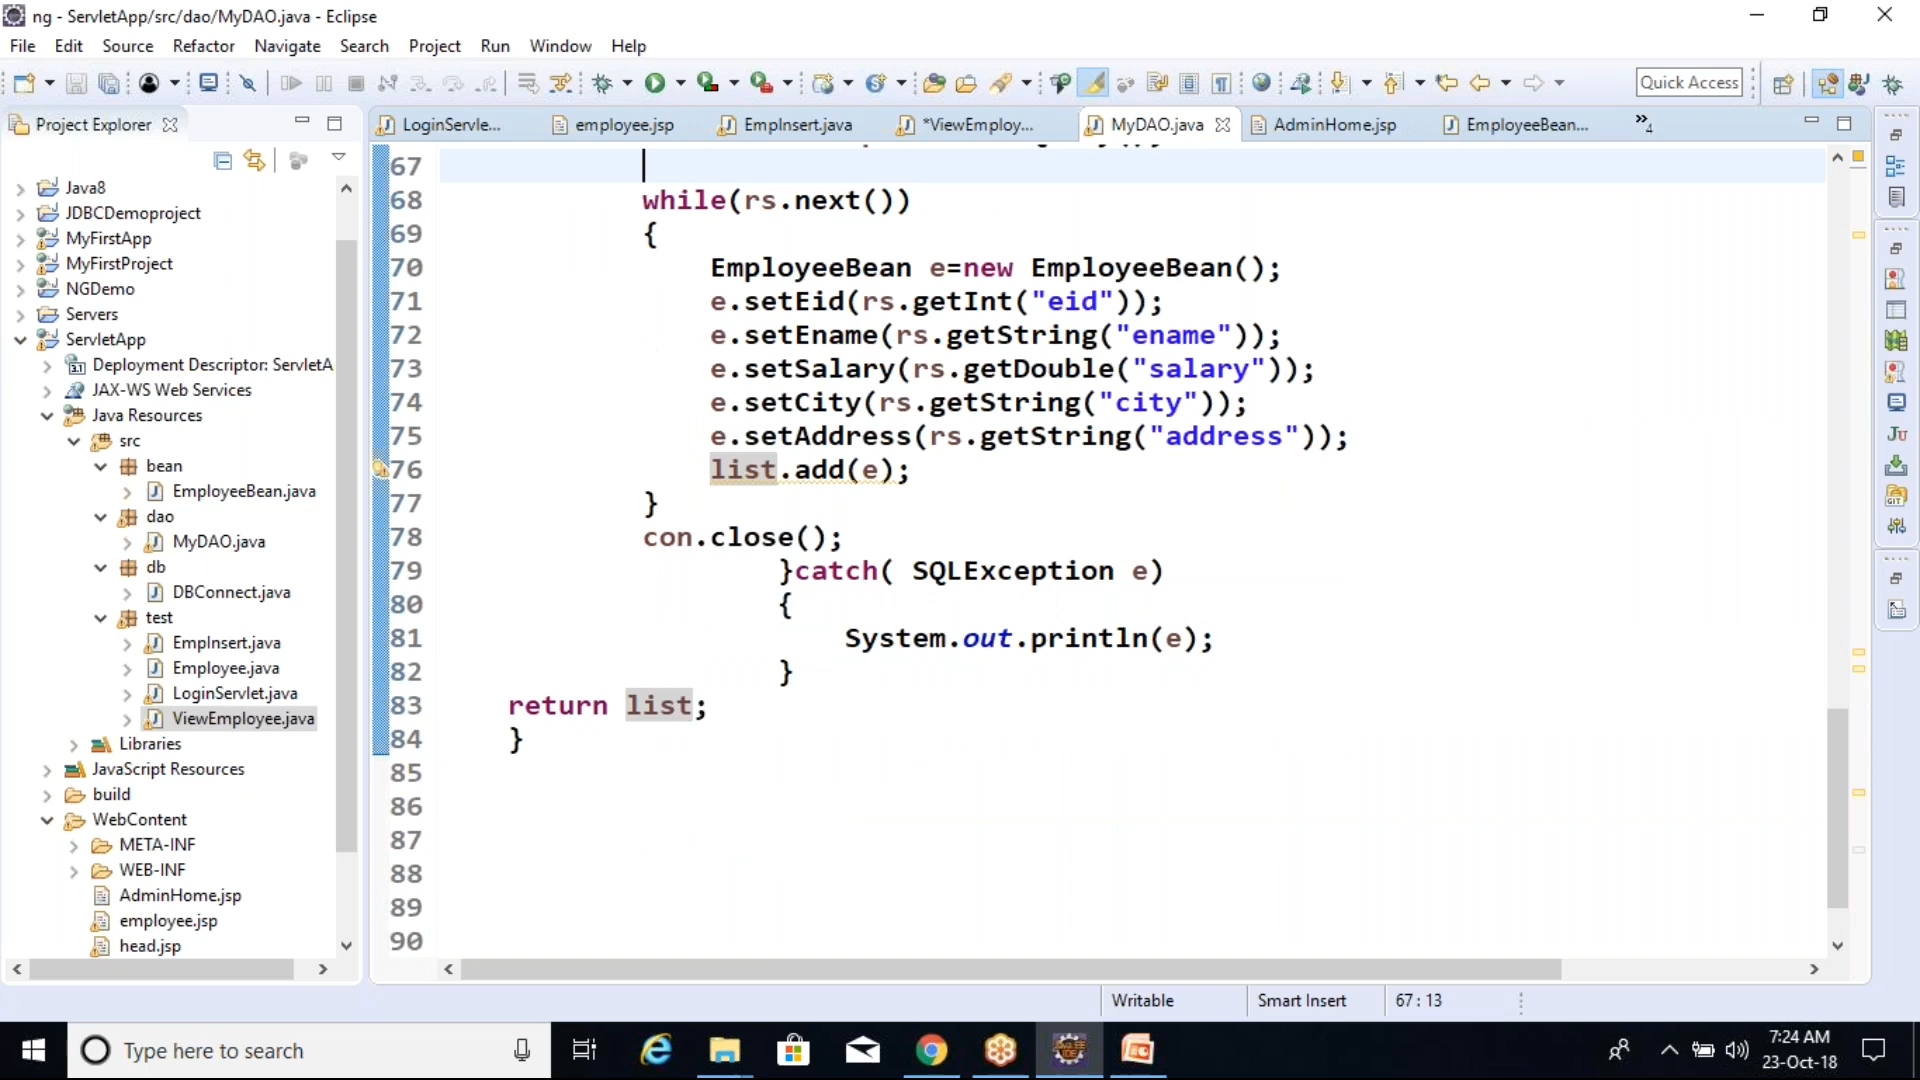 ng - ServletApp/src/dao/MyDAO.java - Eclipse
File Edit Source Refactor Navigate Search Project Run Window Help
Quick Access
Project Explorer
LoginServle... employee.jsp EmpInsert.java *ViewEmploy... MyDAO.java AdminHome.jsp EmployeeBean... »4
Java8
JDBCDemoproject
MyFirstApp
MyFirstProject
NGDemo
Servers
ServletApp
Deployment Descriptor: ServletA
JAX-WS Web Services
Java Resources
src
bean
EmployeeBean.java
dao
MyDAO.java
db
DBConnect.java
test
EmpInsert.java
Employee.java
LoginServlet.java
ViewEmployee.java
Libraries
JavaScript Resources
build
WebContent
META-INF
WEB-INF
AdminHome.jsp
employee.jsp
head.jsp
67
68 while(rs.next())
69 {
70 EmployeeBean e=new EmployeeBean();
71 e.setEid(rs.getInt("eid"));
72 e.setEname(rs.getString("ename"));
73 e.setSalary(rs.getDouble("salary"));
74 e.setCity(rs.getString("city"));
75 e.setAddress(rs.getString("address"));
76 list.add(e);
77 }
78 con.close();
79 }catch( SQLException e)
80 {
81 System.out.println(e);
82 }
83 return list;
84 }
85
86
87
88
89
90
Writable Smart Insert 67 : 13
Type here to search
7:24 AM
23-Oct-18